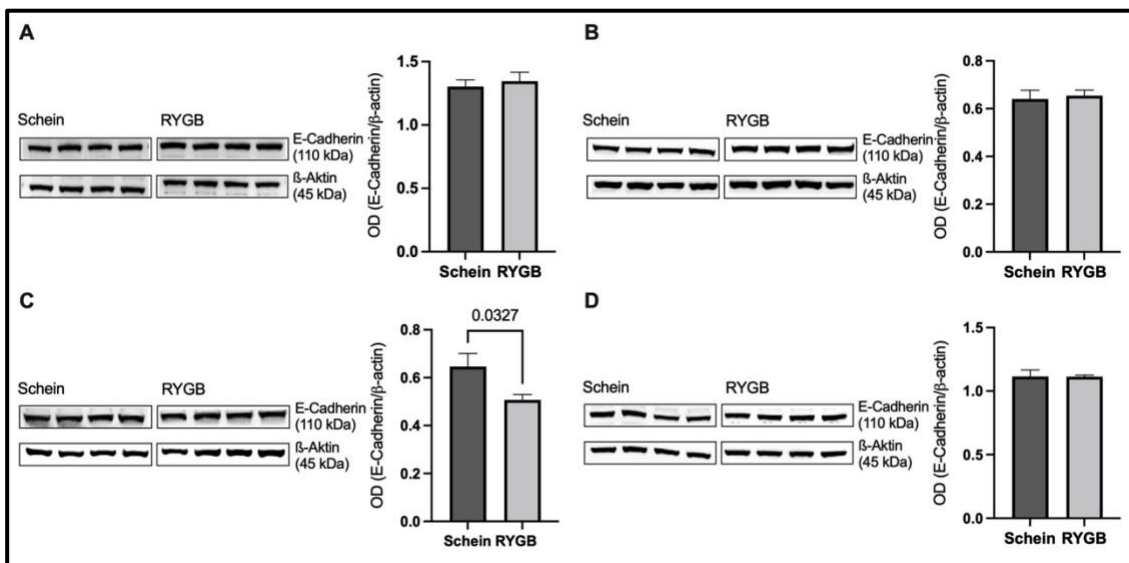 A
Schein
RYGB
E-Cadherin
(110 kDa)
ß-Aktin
(45 kDa)
OD (E-Cadherin/β-actin)
1.5
1.0
0.5
0.0
Schein RYGB
B
Schein
RYGB
E-Cadherin
(110 kDa)
ß-Aktin
(45 kDa)
OD (E-Cadherin/β-actin)
0.8
0.6
0.4
0.2
0.0
Schein RYGB
C
Schein
RYGB
E-Cadherin
(110 kDa)
ß-Aktin
(45 kDa)
OD (E-Cadherin/β-actin)
0.0327
0.8
0.6
0.4
0.2
0.0
Schein RYGB
D
Schein
RYGB
E-Cadherin
(110 kDa)
ß-Aktin
(45 kDa)
OD (E-Cadherin/β-actin)
1.5
1.0
0.5
0.0
Schein RYGB